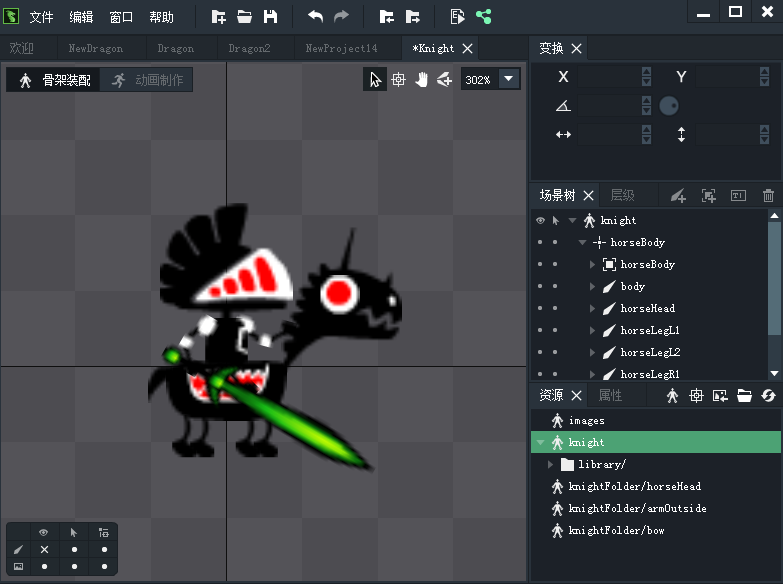 文件 编辑 窗口 帮助
欢迎 NewDragon Dragon Dragon2 NewProject14 *Knight 变换
骨架装配 动画制作 302% X Y
场景树 层级
knight
horseBody
horseBody
body
horseHead
horseLegL1
horseLegL2
horseLegR1
资源 属性
images
knight
library/
knightFolder/horseHead
knightFolder/armOutside
knightFolder/bow